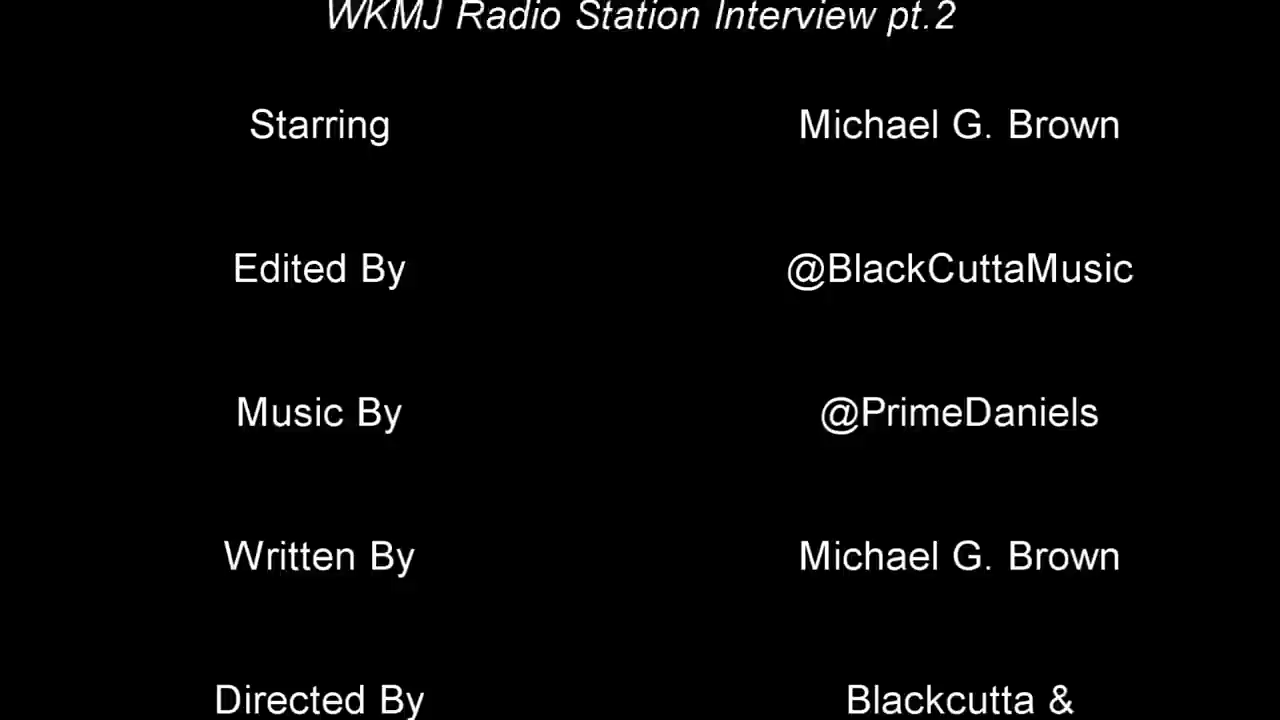 WKMJ Radio Station Interview pt.2
Starring Michael G. Brown
Edited By @BlackCuttaMusic
Music By @PrimeDaniels
Written By Michael G. Brown
Directed By Blackcutta &